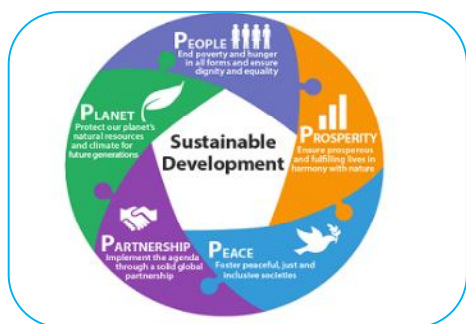 PEOPLE
End poverty and hunger
in all forms and ensure
dignity and equality
PROSPERITY
Ensure prosperous
and fulfilling lives in
harmony with nature
PEACE
Foster peaceful, just and
inclusive societies
PARTNERSHIP
Implement the agenda
through a solid global
partnership
PLANET
Protect our planet's
natural resources
and climate for
future generations
Sustainable
Development